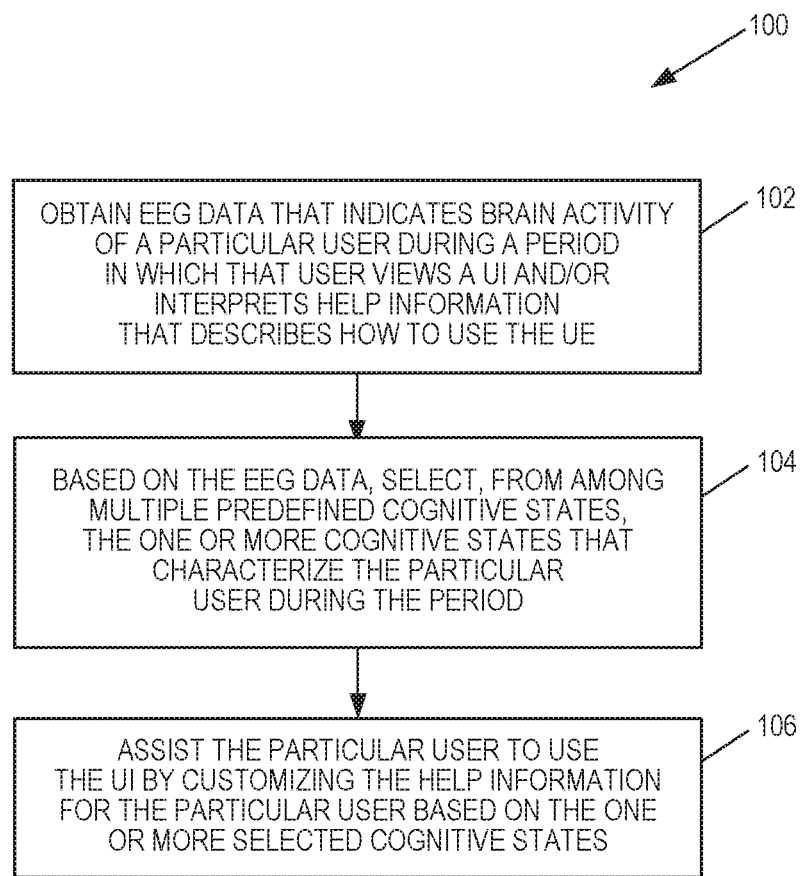 100
OBTAIN EEG DATA THAT INDICATES BRAIN ACTIVITY
OF A PARTICULAR USER DURING A PERIOD
IN WHICH THAT USER VIEWS A UI AND/OR
INTERPRETS HELP INFORMATION
THAT DESCRIBES HOW TO USE THE UE
102
BASED ON THE EEG DATA, SELECT, FROM AMONG
MULTIPLE PREDEFINED COGNITIVE STATES,
THE ONE OR MORE COGNITIVE STATES THAT
CHARACTERIZE THE PARTICULAR
USER DURING THE PERIOD
104
ASSIST THE PARTICULAR USER TO USE
THE UI BY CUSTOMIZING THE HELP INFORMATION
FOR THE PARTICULAR USER BASED ON THE ONE
OR MORE SELECTED COGNITIVE STATES
106